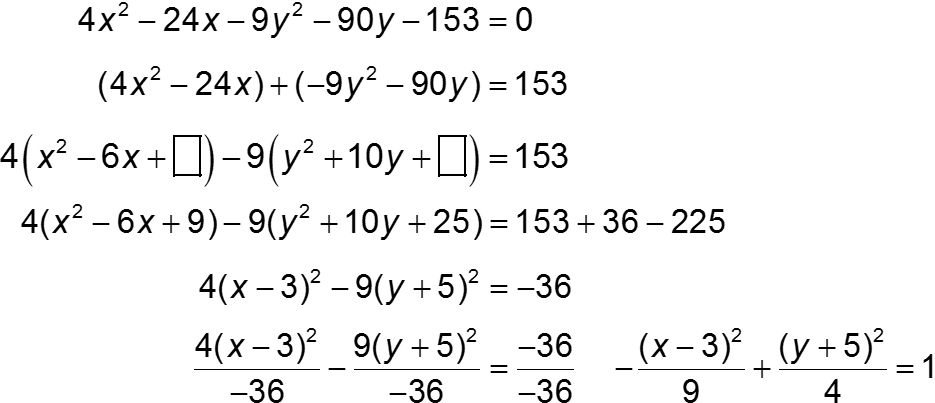 4x² − 24x − 9y² − 90y − 153 = 0
(4x² − 24x) + (−9y² − 90y) = 153
4(x² − 6x + □) − 9(y² + 10y + □) = 153
4(x² − 6x + 9) − 9(y² + 10y + 25) = 153 + 36 − 225
4(x − 3)² − 9(y + 5)² = −36
4(x − 3)²/−36 − 9(y + 5)²/−36 = −36/−36 −(x − 3)²/9 + (y + 5)²/4 = 1